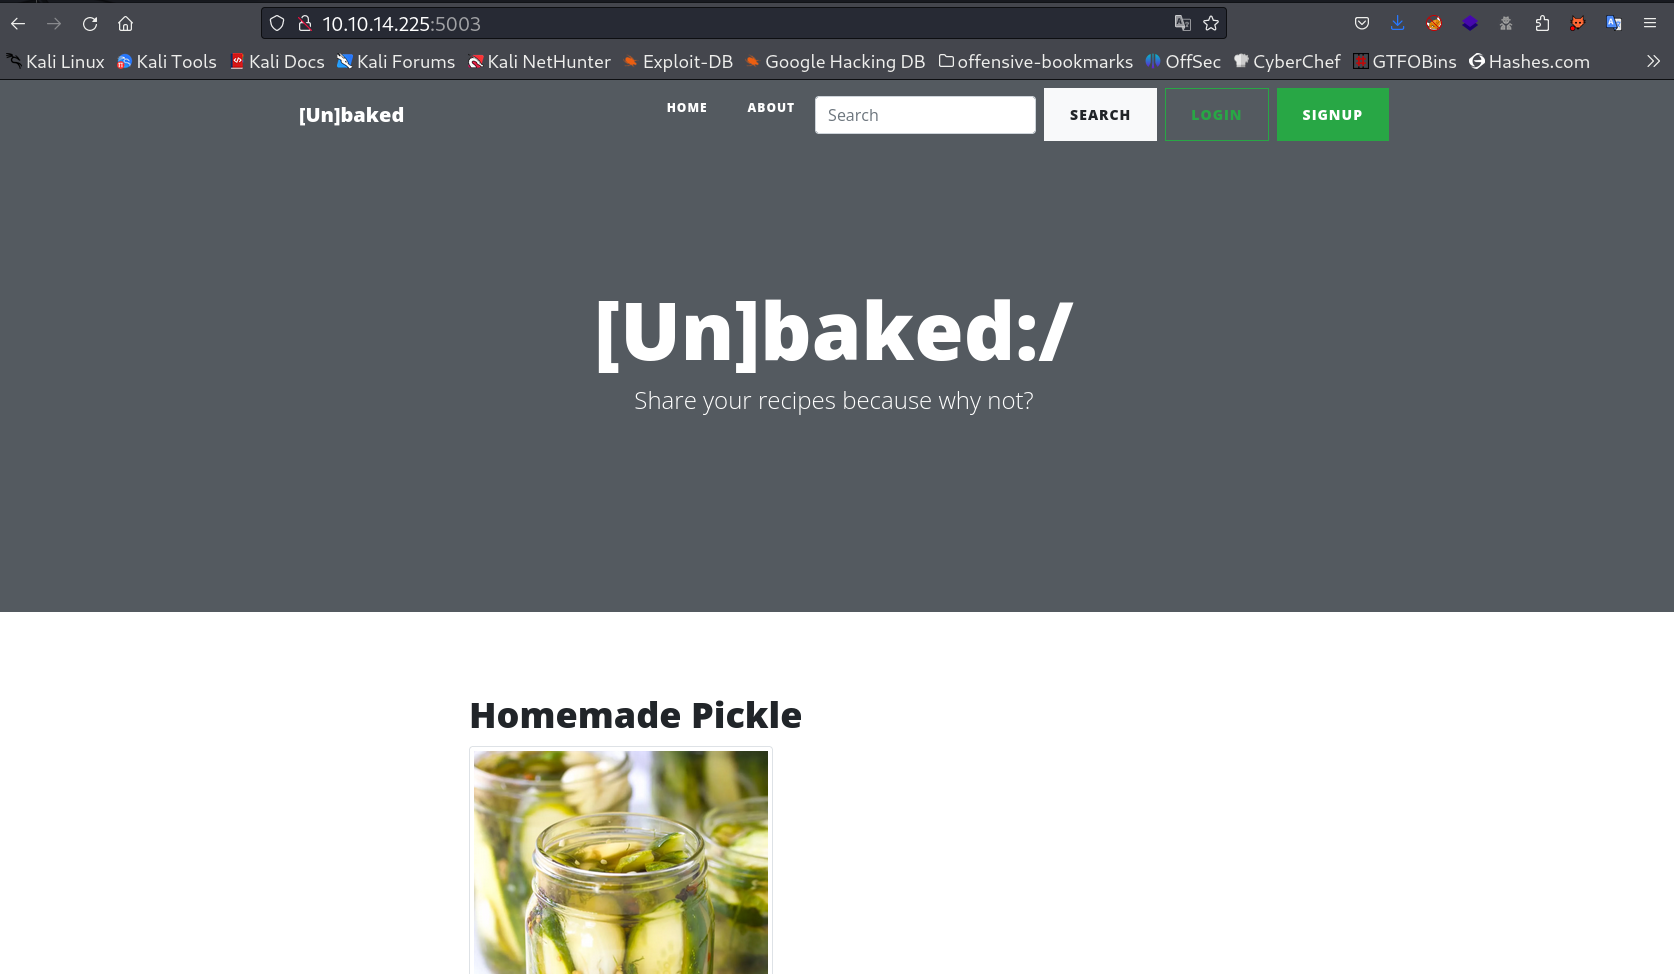 10.10.14.225:5003
Kali Linux Kali Tools Kali Docs Kali Forums Kali NetHunter Exploit-DB Google Hacking DB offensive-bookmarks OffSec CyberChef GTFOBins Hashes.com
[Un]baked HOME ABOUT Search SEARCH LOGIN SIGNUP
[Un]baked:/
Share your recipes because why not?
Homemade Pickle